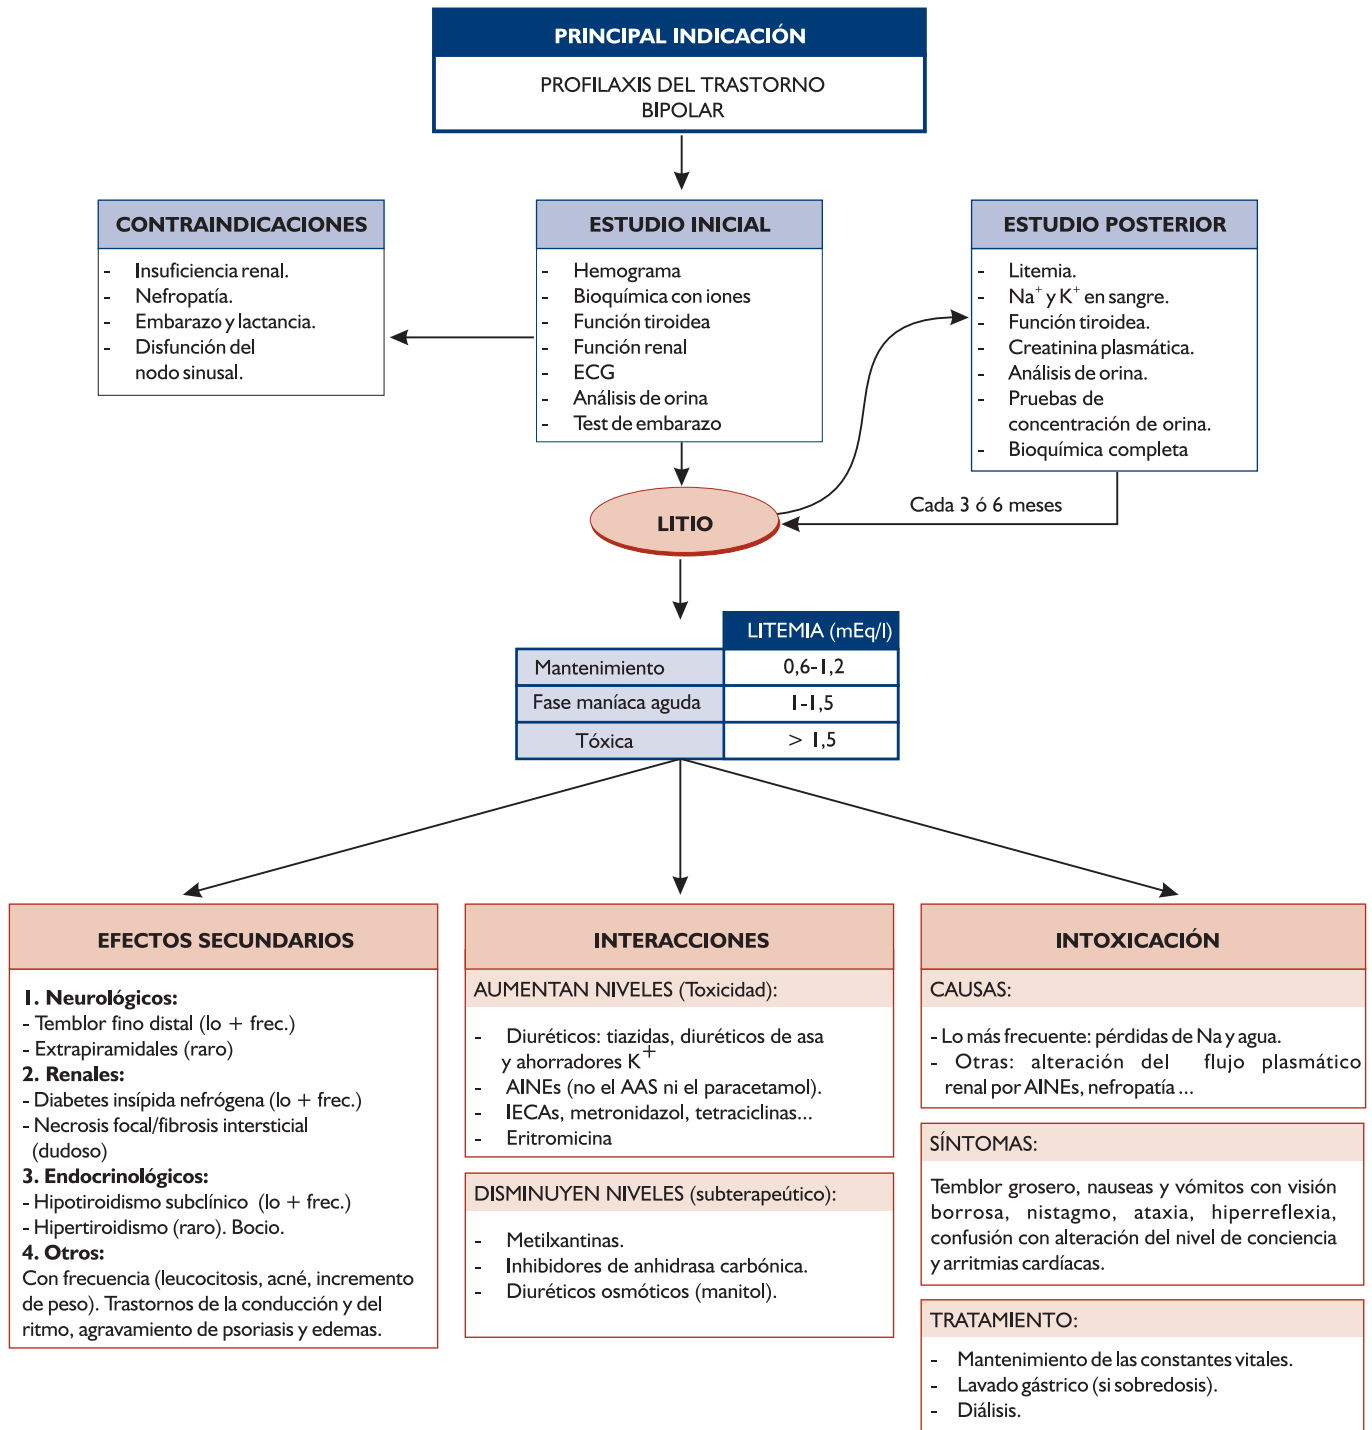 PRINCIPAL INDICACIÓN
PROFILAXIS DEL TRASTORNO
BIPOLAR
CONTRAINDICACIONES
- Insuficiencia renal.
- Nefropatía.
- Embarazo y lactancia.
- Disfunción del
nodo sinusal.
ESTUDIO INICIAL
- Hemograma
- Bioquímica con iones
- Función tiroidea
- Función renal
- ECG
- Análisis de orina
- Test de embarazo
ESTUDIO POSTERIOR
- Litemia.
- Na⁺ y K⁺ en sangre.
- Función tiroidea.
- Creatinina plasmática.
- Análisis de orina.
- Pruebas de
concentración de orina.
- Bioquímica completa
Cada 3 ó 6 meses
LITIO
LITEMIA (mEq/l)
Mantenimiento 0,6-1,2
Fase maníaca aguda 1-1,5
Tóxica > 1,5
EFECTOS SECUNDARIOS
1. Neurológicos:
- Temblor fino distal (lo + frec.)
- Extrapiramidales (raro)
2. Renales:
- Diabetes insípida nefrógena (lo + frec.)
- Necrosis focal/fibrosis intersticial
(dudoso)
3. Endocrinológicos:
- Hipotiroidismo subclínico (lo + frec.)
- Hipertiroidismo (raro). Bocio.
4. Otros:
Con frecuencia (leucocitosis, acné, incremento
de peso). Trastornos de la conducción y del
ritmo, agravamiento de psoriasis y edemas.
INTERACCIONES
AUMENTAN NIVELES (Toxicidad):
- Diuréticos: tiazidas, diuréticos de asa
y ahorradores K⁺
- AINEs (no el AAS ni el paracetamol).
- IECAs, metronidazol, tetraciclinas...
- Eritromicina
DISMINUYEN NIVELES (subterapeútico):
- Metilxantinas.
- Inhibidores de anhidrasa carbónica.
- Diuréticos osmóticos (manitol).
INTOXICACIÓN
CAUSAS:
- Lo más frecuente: pérdidas de Na y agua.
- Otras: alteración del flujo plasmático
renal por AINEs, nefropatía ...
SÍNTOMAS:
Temblor grosero, nauseas y vómitos con visión
borrosa, nistagmo, ataxia, hiperreflexia,
confusión con alteración del nivel de conciencia
y arritmias cardíacas.
TRATAMIENTO:
- Mantenimiento de las constantes vitales.
- Lavado gástrico (si sobredosis).
- Diálisis.